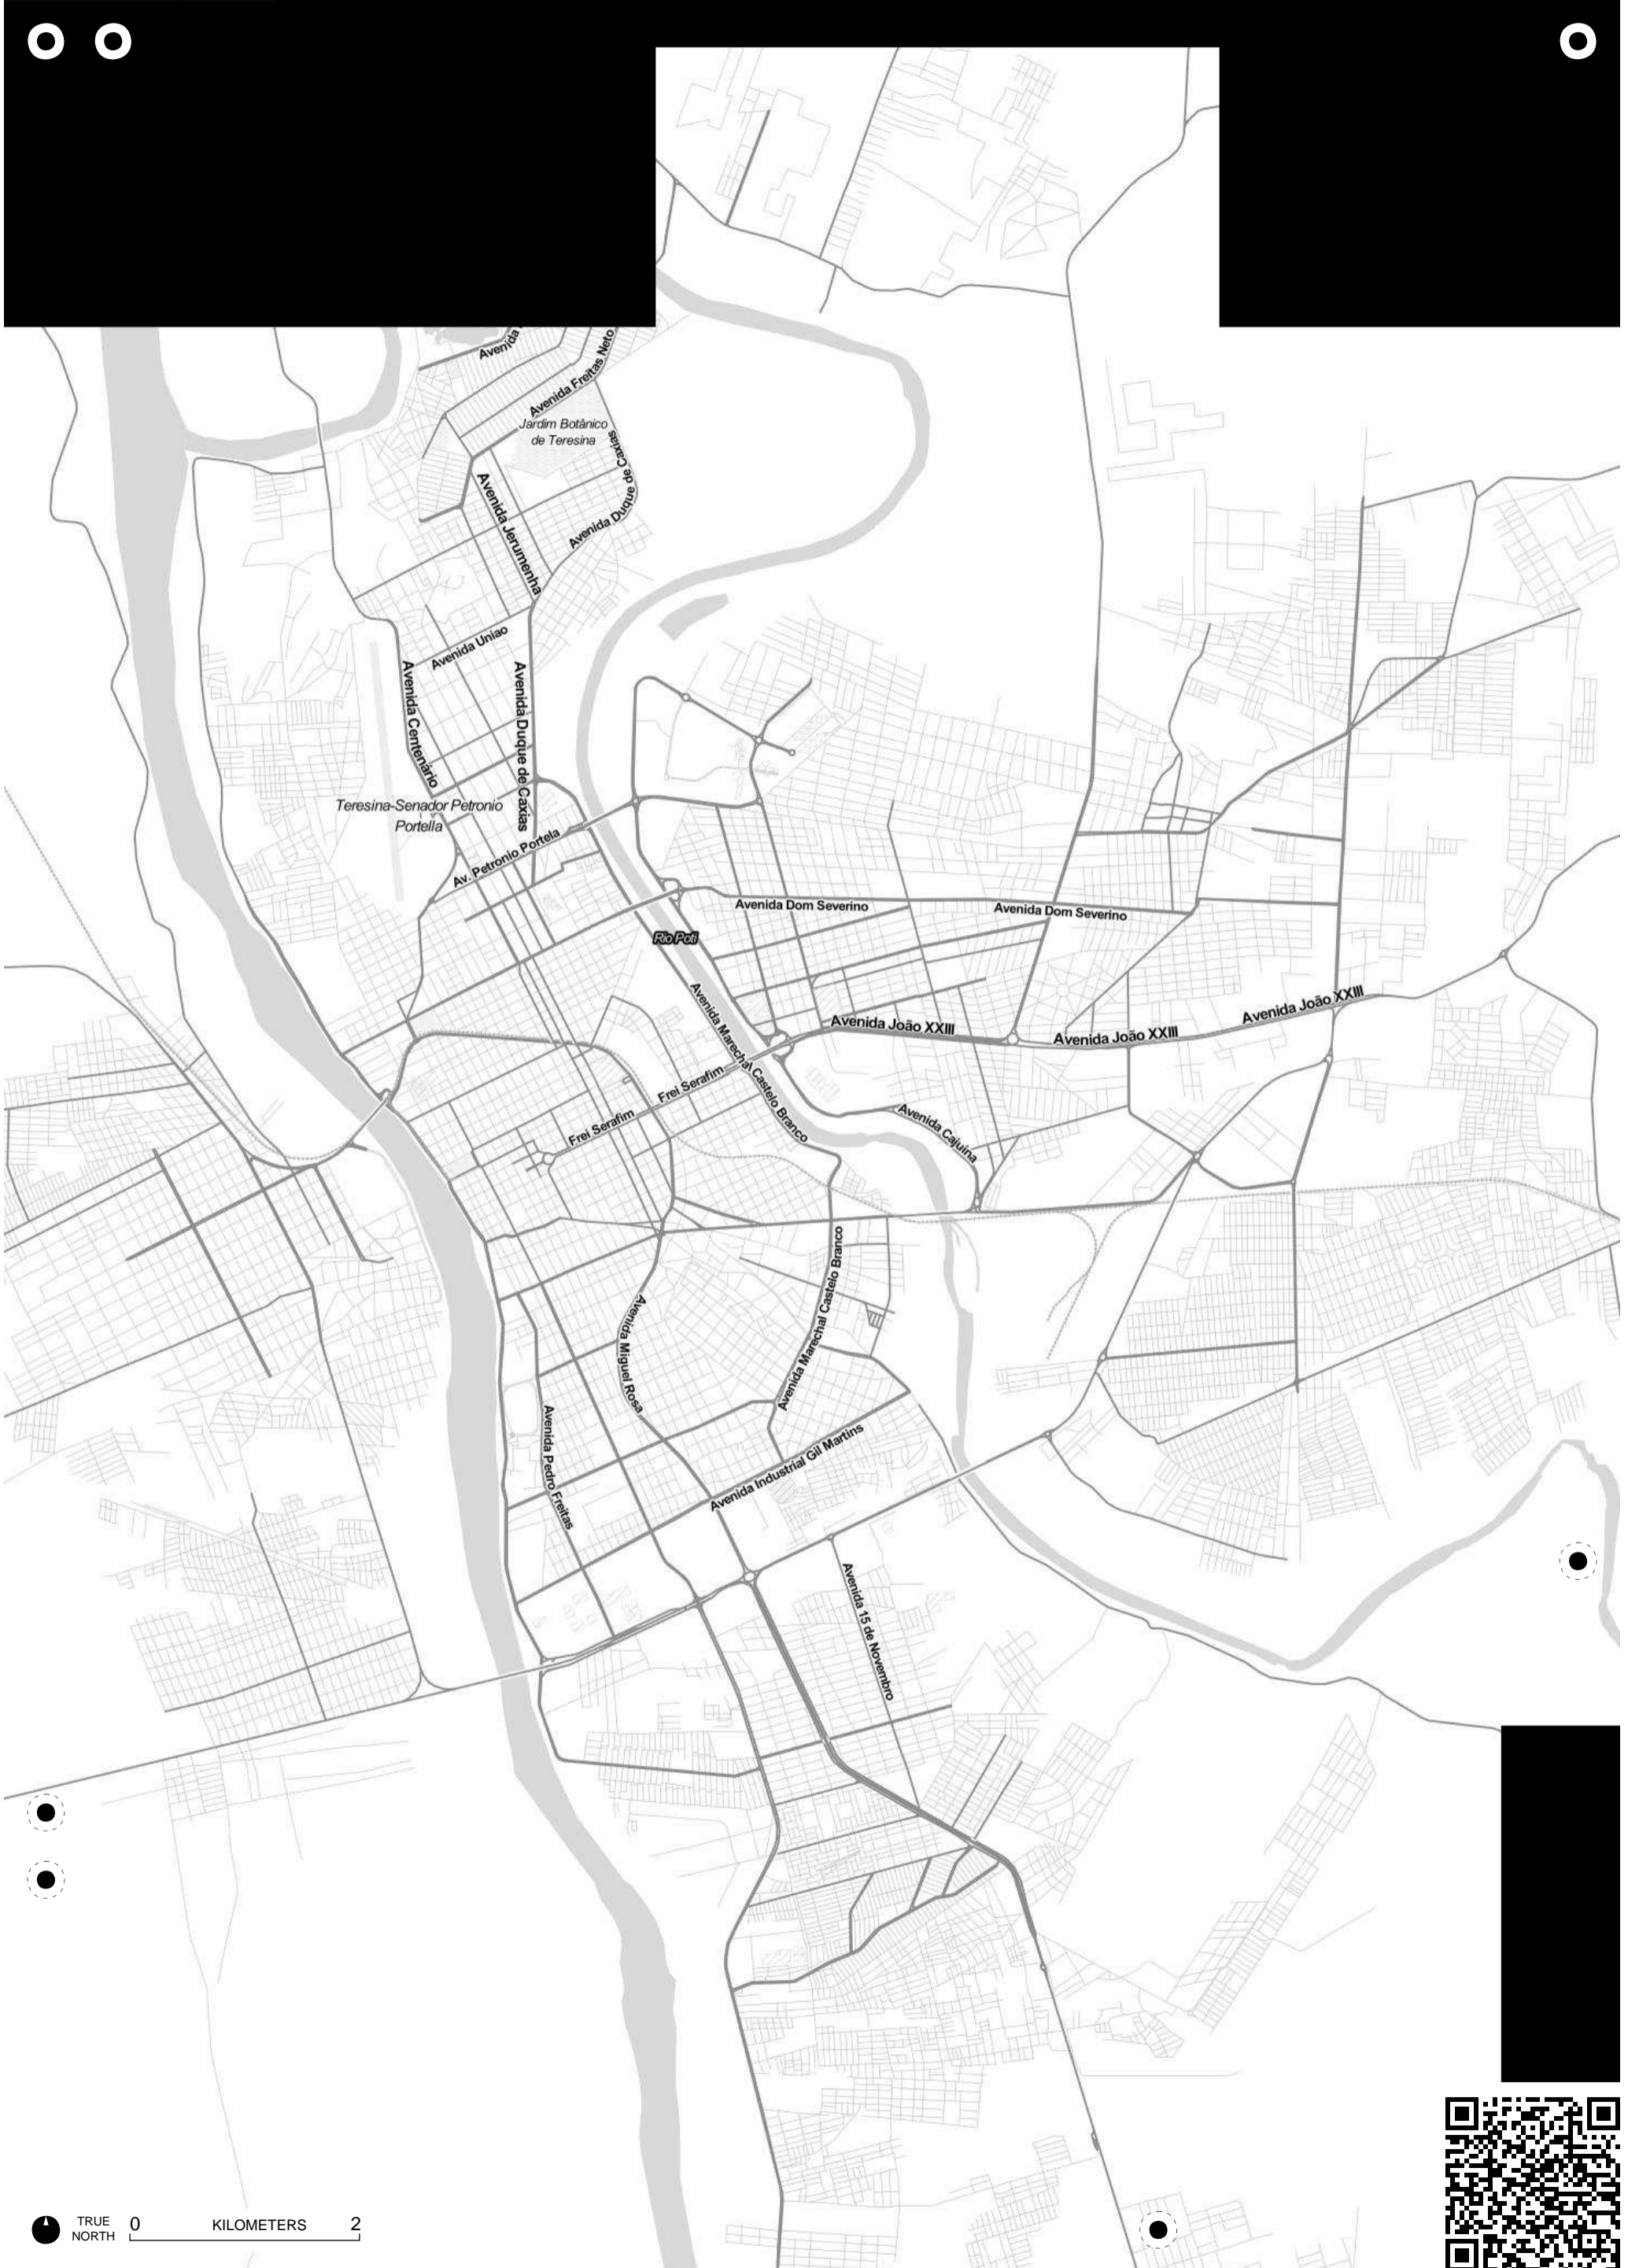 Avenida
Avenida Freitas Neto
Jardim Botânico
de Teresina
Avenida Duque de Caxias
Avenida Jerumenha
Avenida Uniao
Avenida Centenário
Avenida Duque de Caxias
Teresina-Senador Petronio
Portella
Av. Petronio Portela
Avenida Dom Severino
Avenida Dom Severino
Rio Poti
Avenida Marechal Castelo Branco
Avenida João XXIII
Avenida João XXIII
Avenida João XXIII
Frei Serafim
Frei Serafim
Avenida Cajuína
Avenida Marechal Castelo Branco
Avenida Miguel Rosa
Avenida Pedro Freitas
Avenida Industrial Gil Martins
Avenida 15 de Novembro
TRUE
NORTH
0 KILOMETERS 2